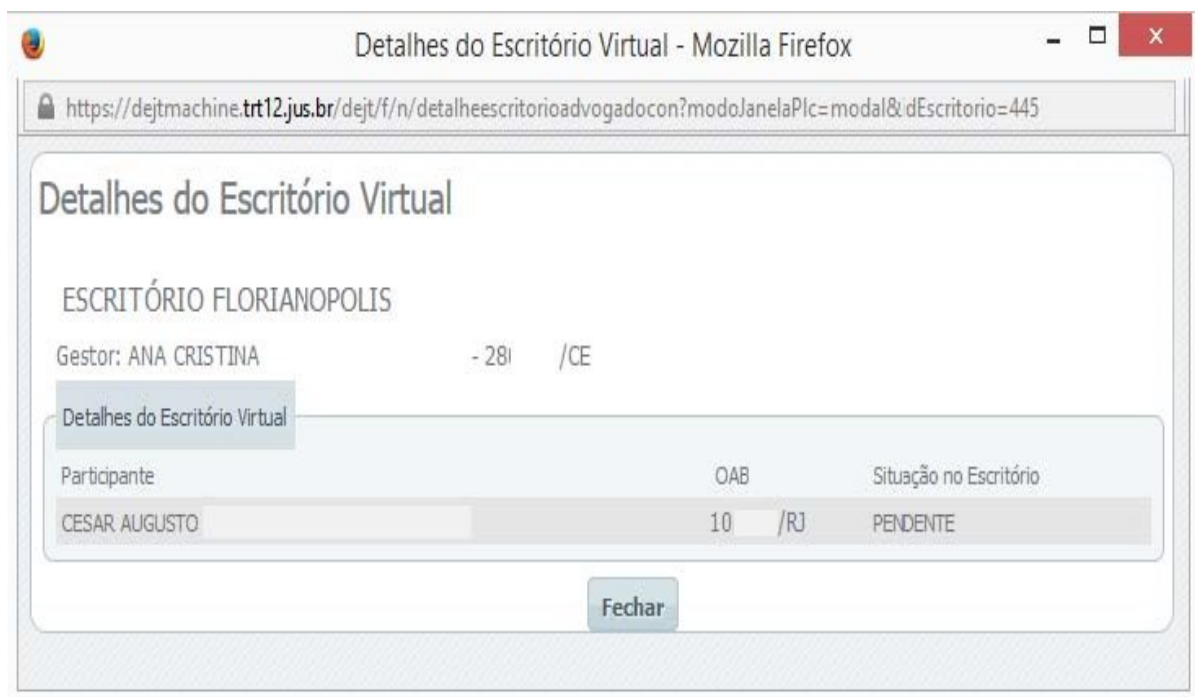 Detalhes do Escritório Virtual - Mozilla Firefox
https://dejtmachine.trt12.jus.br/dejt/f/n/detalheescritorioadvogadocon?modoJanelaPlc=modal&idEscritorio=445
Detalhes do Escritório Virtual
ESCRITÓRIO FLORIANOPOLIS
Gestor: ANA CRISTINA - 28 /CE
Detalhes do Escritório Virtual
Participante OAB Situação no Escritório
CESAR AUGUSTO 10 /RJ PENDENTE
Fechar